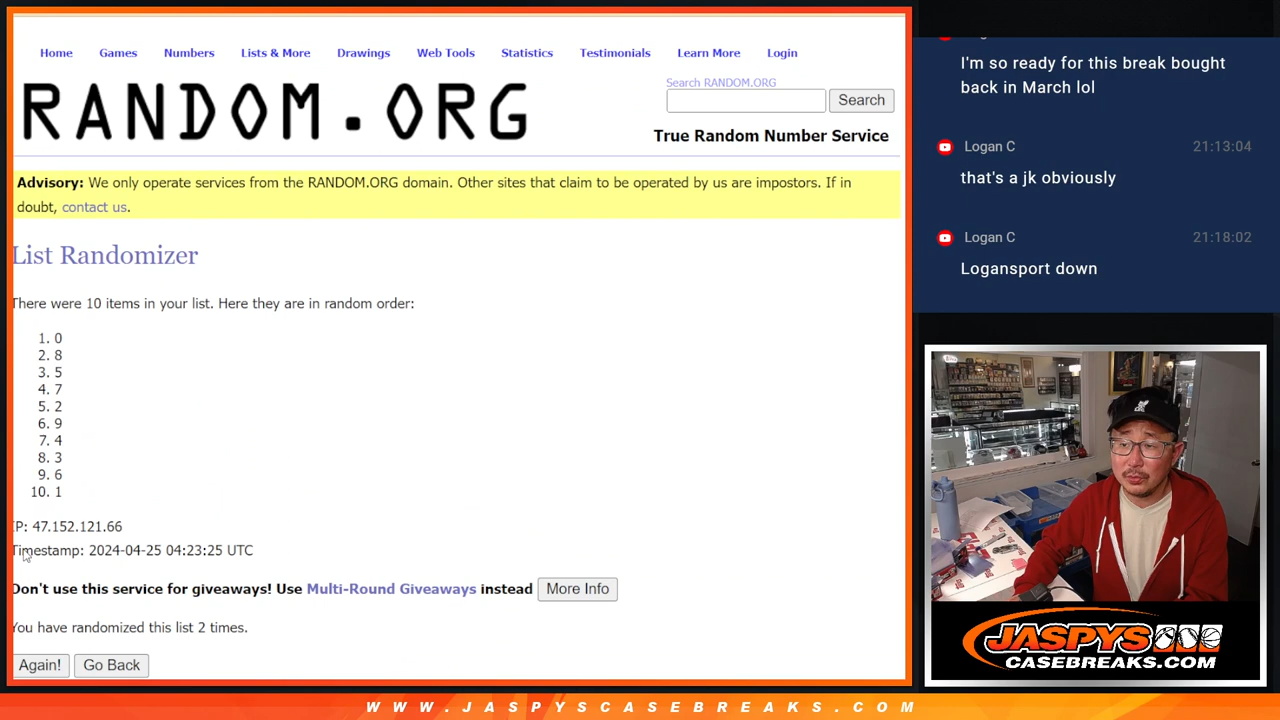 Home Games Numbers Lists & More Drawings Web Tools Statistics Testimonials Learn More Login
RANDOM.ORG
Search RANDOM.ORG
Search
True Random Number Service
Advisory: We only operate services from the RANDOM.ORG domain. Other sites that claim to be operated by us are impostors. If in
doubt, contact us.
List Randomizer
There were 10 items in your list. Here they are in random order:
1. 0
2. 8
3. 5
4. 7
5. 2
6. 9
7. 4
8. 3
9. 6
10. 1
IP: 47.152.121.66
Timestamp: 2024-04-25 04:23:25 UTC
Don't use this service for giveaways! Use Multi-Round Giveaways instead More Info
You have randomized this list 2 times.
Again! Go Back
I'm so ready for this break bought
back in March lol
Logan C 21:13:04
that's a jk obviously
Logan C 21:18:02
Logansport down
JASPYS
CASEBREAKS.COM
WWW.JASPYSCASEBREAKS.COM